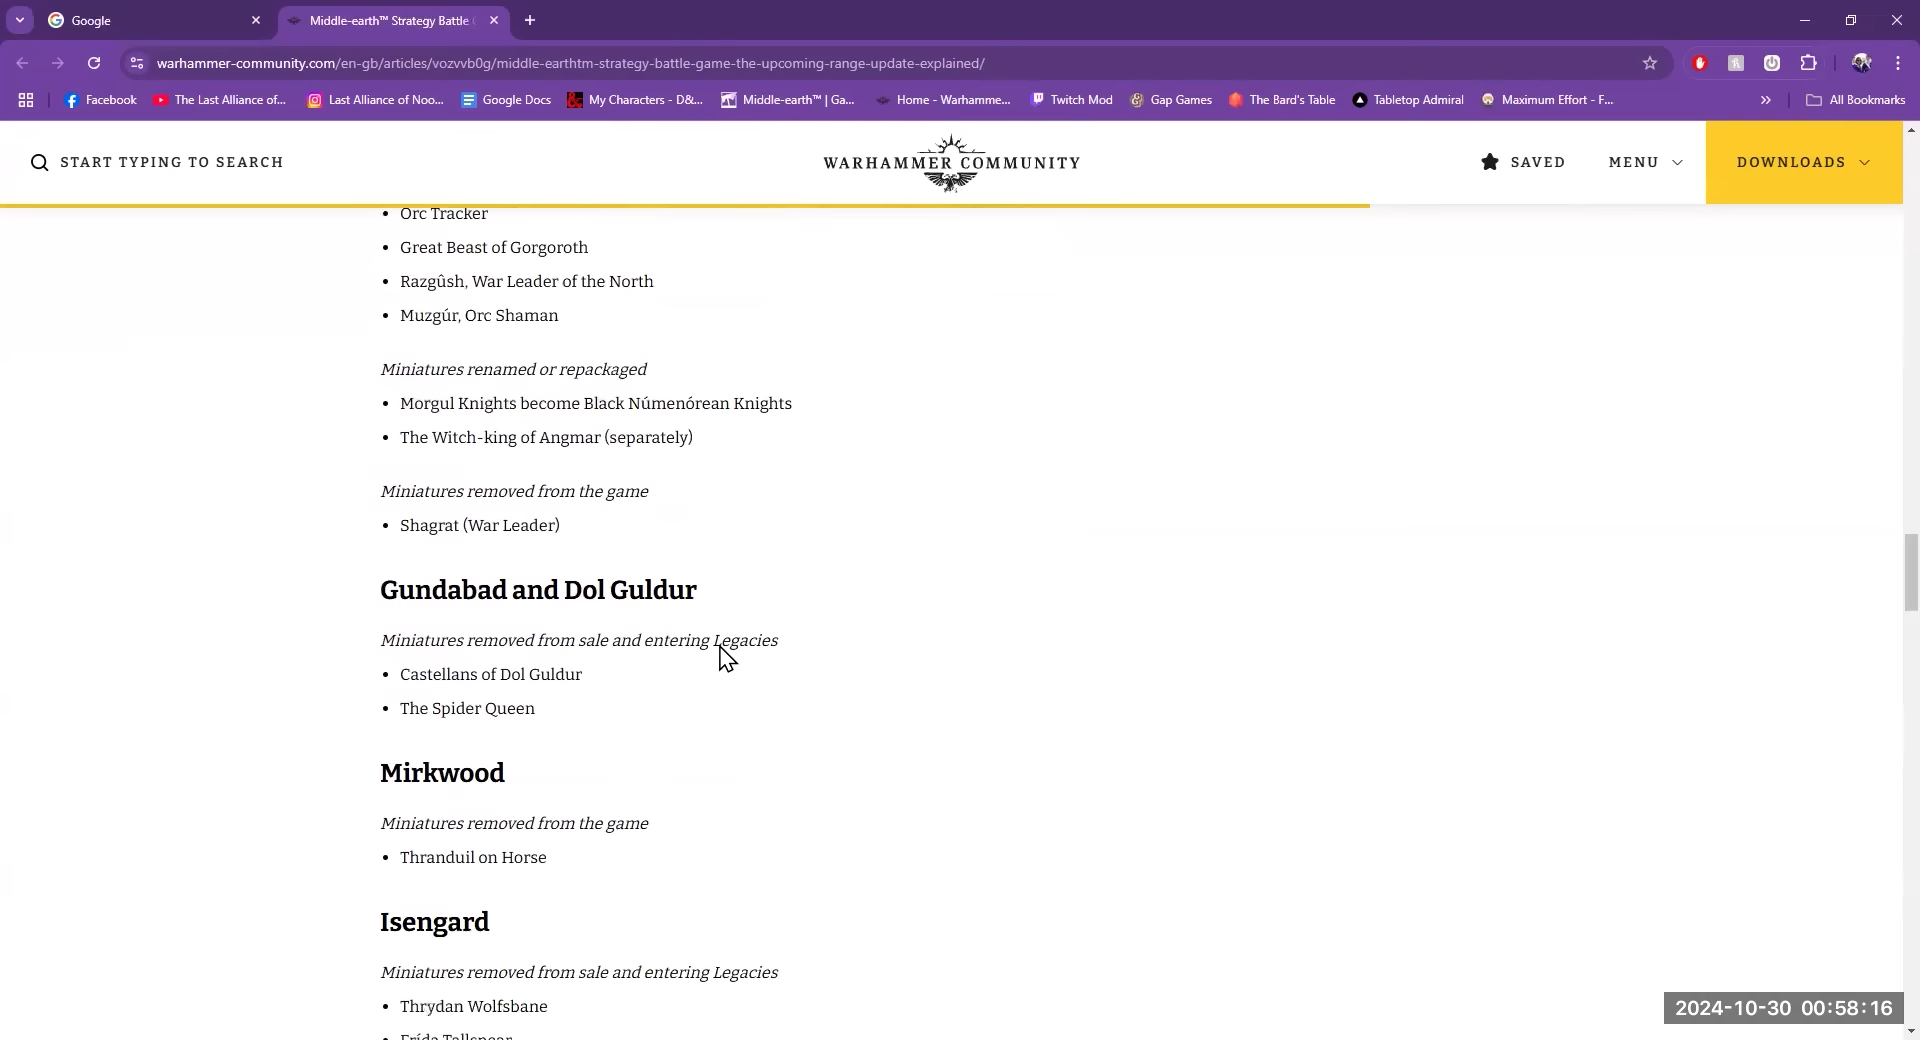 Google
Middle-earth™ Strategy Battle
warhammer-community.com/en-gb/articles/vozvvb0g/middle-earthtm-strategy-battle-game-the-upcoming-range-update-explained/
Facebook
The Last Alliance of...
Last Alliance of Noo...
Google Docs
My Characters - D&...
Middle-earth™ | Ga...
Home - Warhamme...
Twitch Mod
Gap Games
The Bard's Table
Tabletop Admiral
Maximum Effort - F...
All Bookmarks
START TYPING TO SEARCH
WARHAMMER COMMUNITY
SAVED
MENU
DOWNLOADS
• Orc Tracker
• Great Beast of Gorgoroth
• Razgûsh, War Leader of the North
• Muzgúr, Orc Shaman
Miniatures renamed or repackaged
• Morgul Knights become Black Númenórean Knights
• The Witch-king of Angmar (separately)
Miniatures removed from the game
• Shagrat (War Leader)
Gundabad and Dol Guldur
Miniatures removed from sale and entering Legacies
• Castellans of Dol Guldur
• The Spider Queen
Mirkwood
Miniatures removed from the game
• Thranduil on Horse
Isengard
Miniatures removed from sale and entering Legacies
• Thrydan Wolfsbane
• Frída Tallspear
2024-10-30 00:58:16